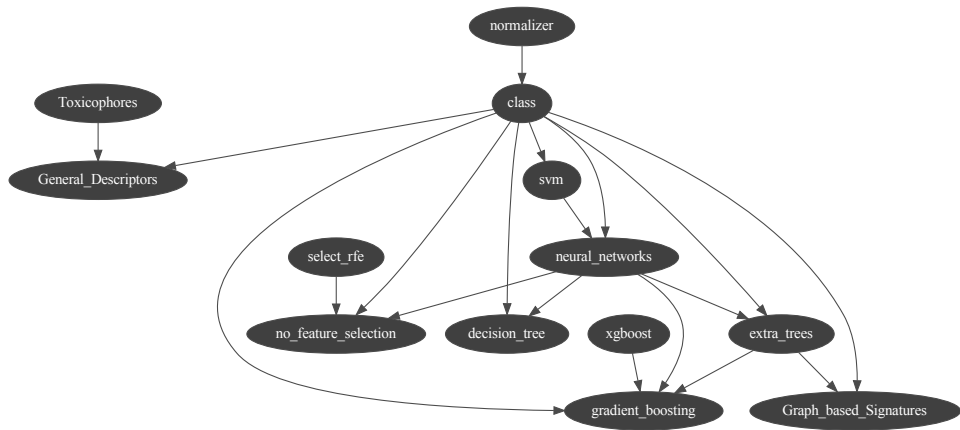 normalizer
Toxicophores
class
General_Descriptors
svm
select_rfe
neural_networks
no_feature_selection
decision_tree
xgboost
extra_trees
gradient_boosting
Graph_based_Signatures